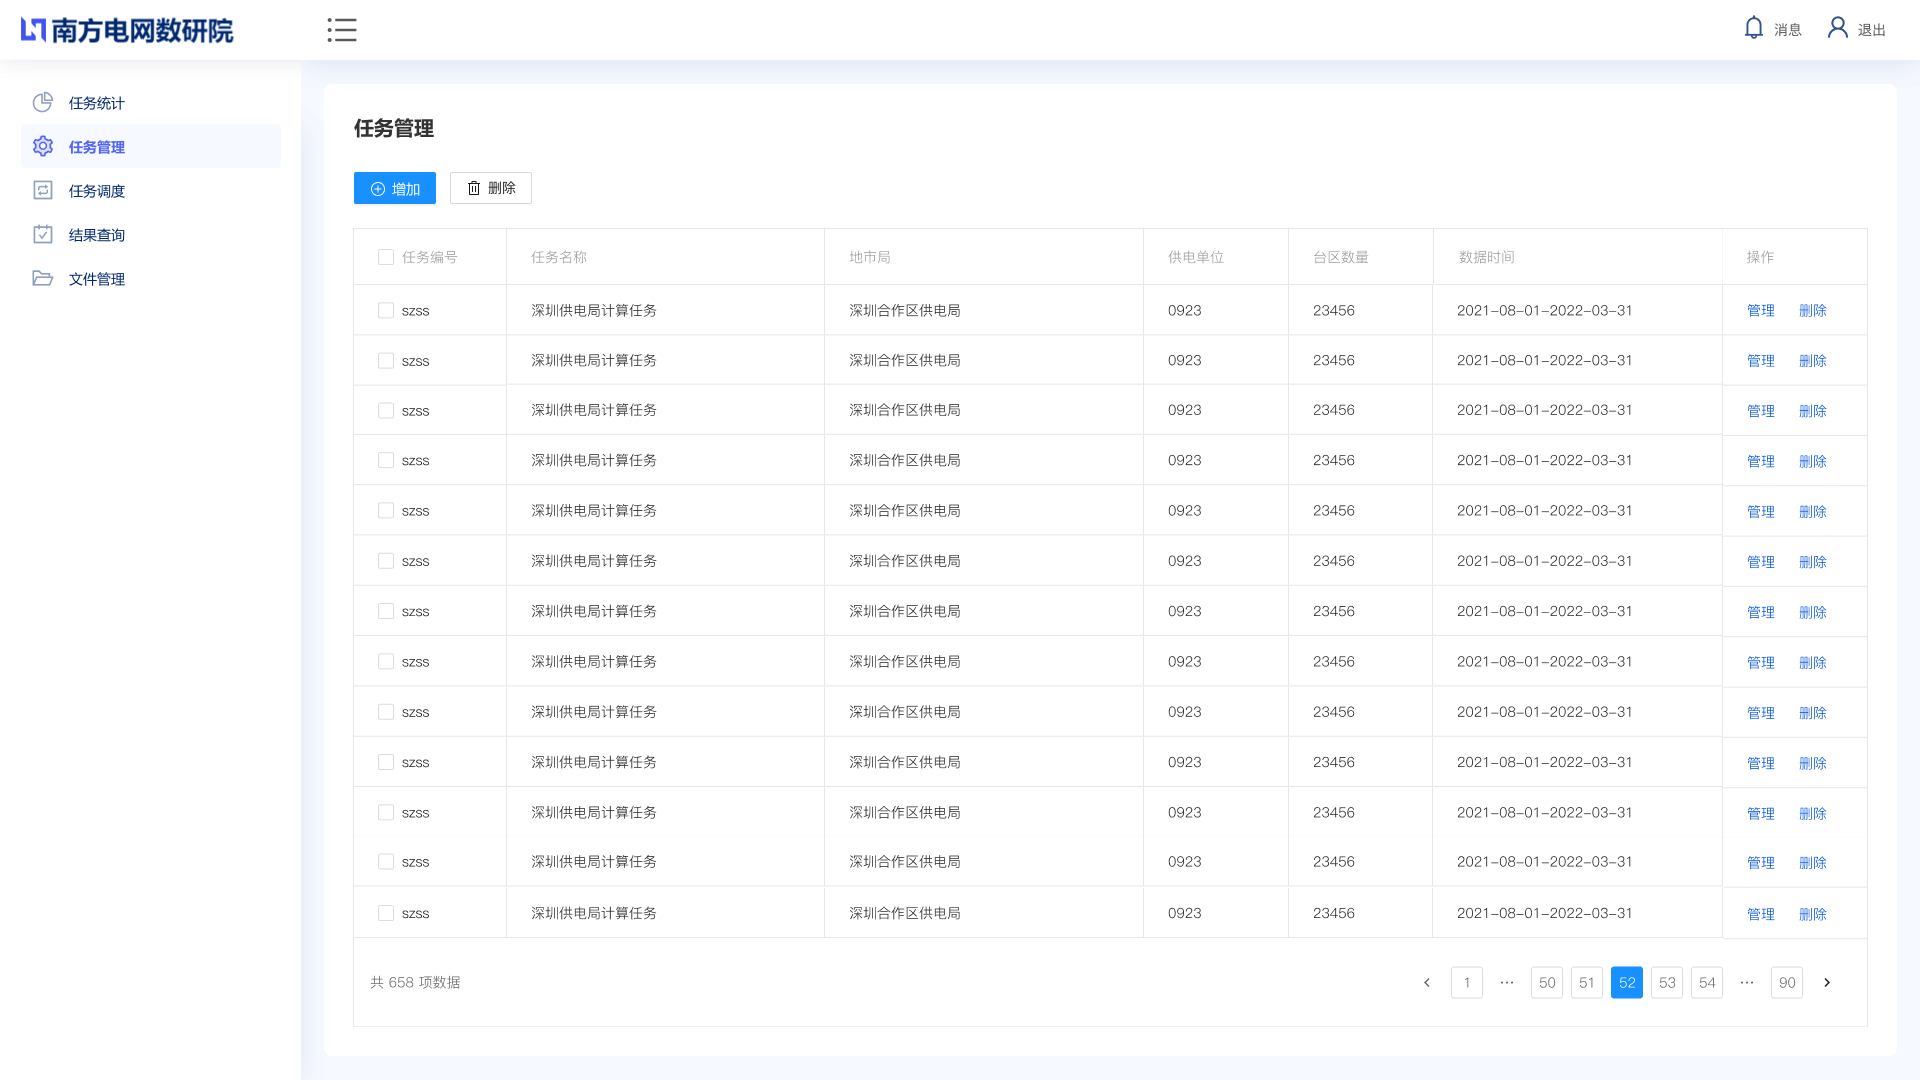 南方电网数研院
消息 退出
任务统计
任务管理
任务调度
结果查询
文件管理
任务管理
增加 删除
任务编号 任务名称 地市局 供电单位 台区数量 数据时间 操作
szss 深圳供电局计算任务 深圳合作区供电局 0923 23456 2021-08-01-2022-03-31 管理 删除
szss 深圳供电局计算任务 深圳合作区供电局 0923 23456 2021-08-01-2022-03-31 管理 删除
szss 深圳供电局计算任务 深圳合作区供电局 0923 23456 2021-08-01-2022-03-31 管理 删除
szss 深圳供电局计算任务 深圳合作区供电局 0923 23456 2021-08-01-2022-03-31 管理 删除
szss 深圳供电局计算任务 深圳合作区供电局 0923 23456 2021-08-01-2022-03-31 管理 删除
szss 深圳供电局计算任务 深圳合作区供电局 0923 23456 2021-08-01-2022-03-31 管理 删除
szss 深圳供电局计算任务 深圳合作区供电局 0923 23456 2021-08-01-2022-03-31 管理 删除
szss 深圳供电局计算任务 深圳合作区供电局 0923 23456 2021-08-01-2022-03-31 管理 删除
szss 深圳供电局计算任务 深圳合作区供电局 0923 23456 2021-08-01-2022-03-31 管理 删除
szss 深圳供电局计算任务 深圳合作区供电局 0923 23456 2021-08-01-2022-03-31 管理 删除
szss 深圳供电局计算任务 深圳合作区供电局 0923 23456 2021-08-01-2022-03-31 管理 删除
szss 深圳供电局计算任务 深圳合作区供电局 0923 23456 2021-08-01-2022-03-31 管理 删除
szss 深圳供电局计算任务 深圳合作区供电局 0923 23456 2021-08-01-2022-03-31 管理 删除
共 658 项数据 1 ··· 50 51 52 53 54 ··· 90